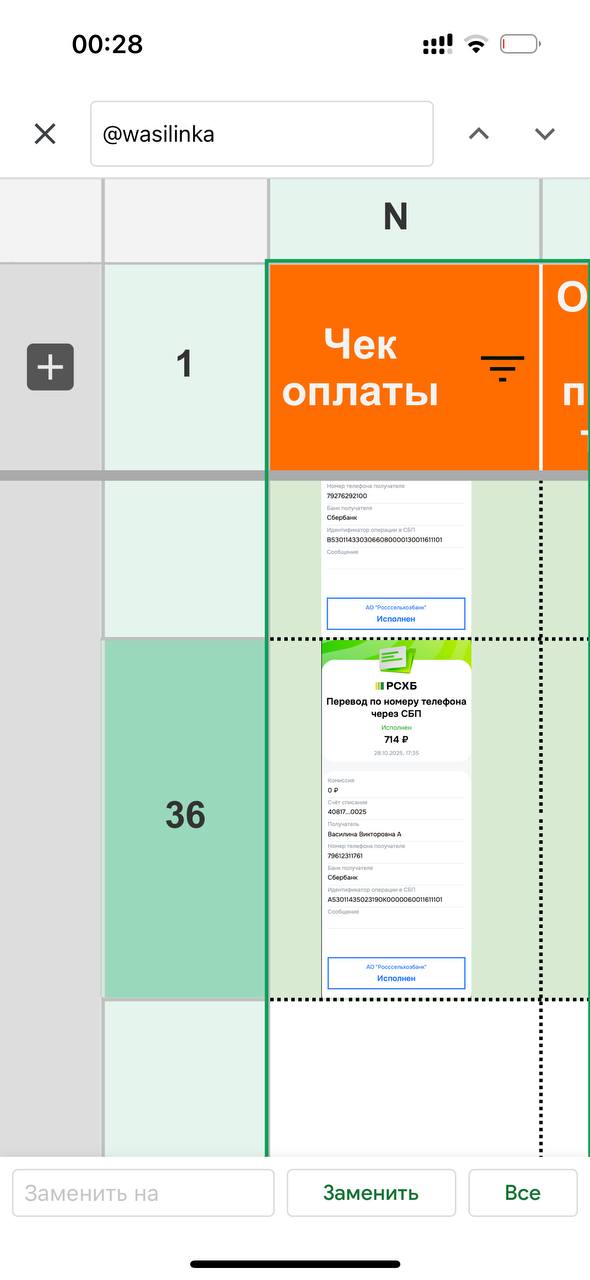 00:28
@wasilinka
N
1
Чек
оплаты
О
п
Номер телефона получателя
79276292100
Банк получателя
Сбербанк
Идентификатор операции в СБП
B5301143303066080000130011611101
Сообщение
АО "Россельхозбанк"
Исполнен
36
РСХБ
Перевод по номеру телефона
через СБП
Исполнен
714 ₽
28.10.2025, 17:35
Комиссия
0 ₽
Счёт списания
40817...0025
Получатель
Василина Викторовна А
Номер телефона получателя
79612311761
Банк получателя
Сбербанк
Идентификатор операции в СБП
A53011435023190K0000060011611101
Сообщение
АО "Россельхозбанк"
Исполнен
Заменить на
Заменить
Все